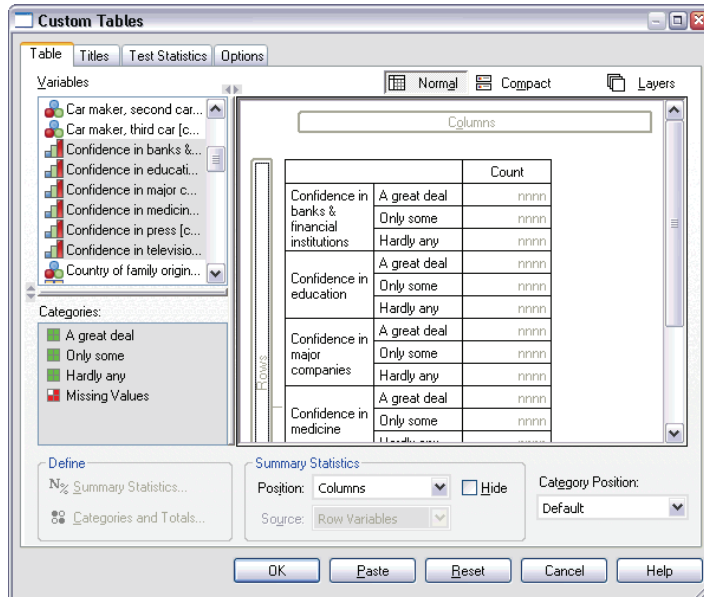 Custom Tables
Table Titles Test Statistics Options
Variables
Normal Compact Layers
Car maker, second car...
Car maker, third car [c...
Confidence in banks &...
Confidence in educati...
Confidence in major c...
Confidence in medicin...
Confidence in press [c...
Confidence in televisio...
Country of family origin...
Categories:
A great deal
Only some
Hardly any
Missing Values
Columns
Rows
Count
Confidence in banks & financial institutions
A great deal nnnn
Only some nnnn
Hardly any nnnn
Confidence in education
A great deal nnnn
Only some nnnn
Hardly any nnnn
Confidence in major companies
A great deal nnnn
Only some nnnn
Hardly any nnnn
Confidence in medicine
A great deal nnnn
Only some nnnn
Hardly any nnnn
Define
N% Summary Statistics...
Categories and Totals...
Summary Statistics
Position: Columns Hide
Source: Row Variables
Category Position:
Default
OK Paste Reset Cancel Help